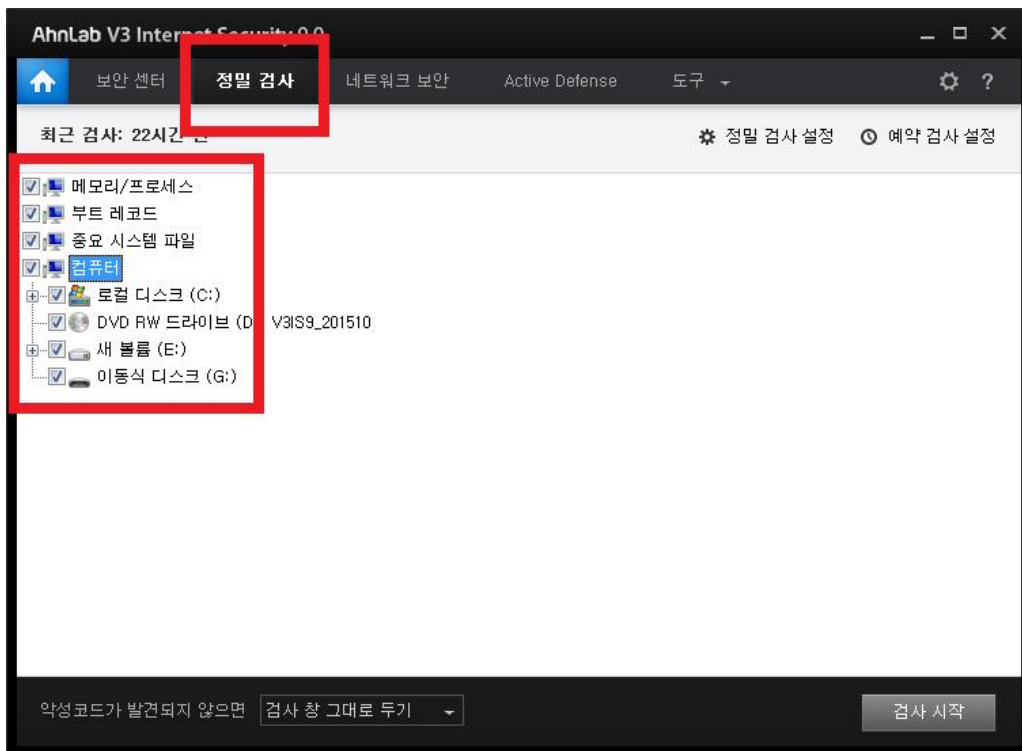 AhnLab V3 Internet Security 9.0
보안 센터 정밀 검사 네트워크 보안 Active Defense 도구 ?
최근 검사: 22시간 전
정밀 검사 설정 예약 검사 설정
메모리/프로세스
부트 레코드
중요 시스템 파일
컴퓨터
로컬 디스크 (C:)
DVD RW 드라이브 (D V3IS9_201510
새 볼륨 (E:)
이동식 디스크 (G:)
악성코드가 발견되지 않으면 검사 창 그대로 두기 검사 시작